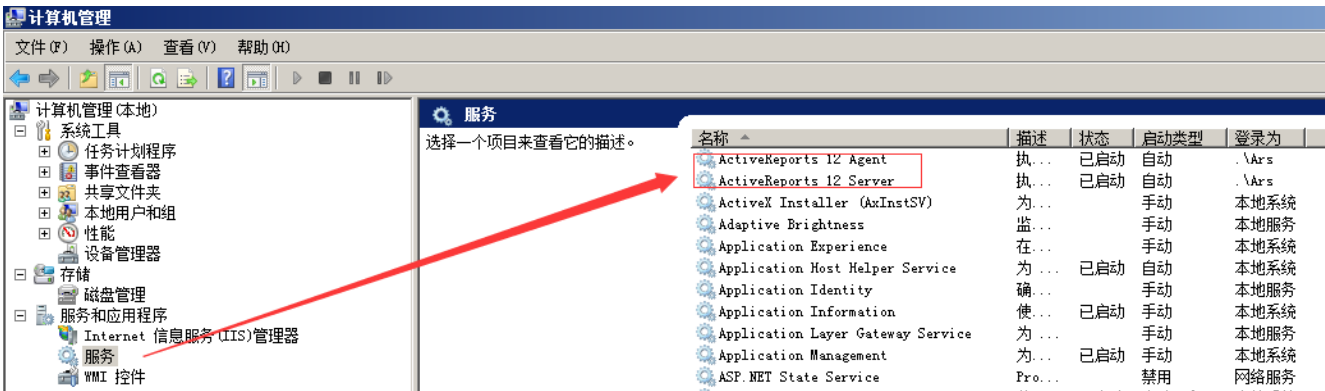 计算机管理
文件(F) 操作(A) 查看(V) 帮助(H)
计算机管理(本地)
系统工具
任务计划程序
事件查看器
共享文件夹
本地用户和组
性能
设备管理器
存储
磁盘管理
服务和应用程序
Internet 信息服务(IIS)管理器
服务
WMI 控件
服务
选择一个项目来查看它的描述。
名称 描述 状态 启动类型 登录为
ActiveReports 12 Agent 执... 已启动 自动 .\Ars
ActiveReports 12 Server 执... 已启动 自动 .\Ars
ActiveX Installer (AxInstSV) 为... 手动 本地系统
Adaptive Brightness 监... 手动 本地服务
Application Experience 在... 手动 本地系统
Application Host Helper Service 为 ... 已启动 自动 本地系统
Application Identity 确... 手动 本地服务
Application Information 使... 已启动 手动 本地系统
Application Layer Gateway Service 为 ... 手动 本地服务
Application Management 为... 已启动 手动 本地系统
ASP.NET State Service Pro... 禁用 网络服务